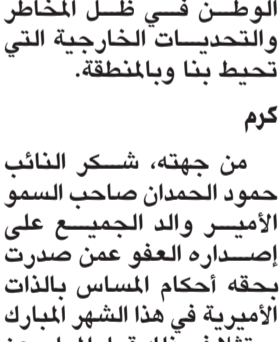 الوطن في ظل المخاطر
والتحديات الخارجية التي
تحيط بنا وبالمنطقة.
كرم
من جهته، شكر النائب
حمود الحمدان صاحب السمو
الأمير والد الجميع على
إصداره العفو عمن صدرت
بحقه أحكام المساس بالذات
الأميرية في هذا الشهر المبارك